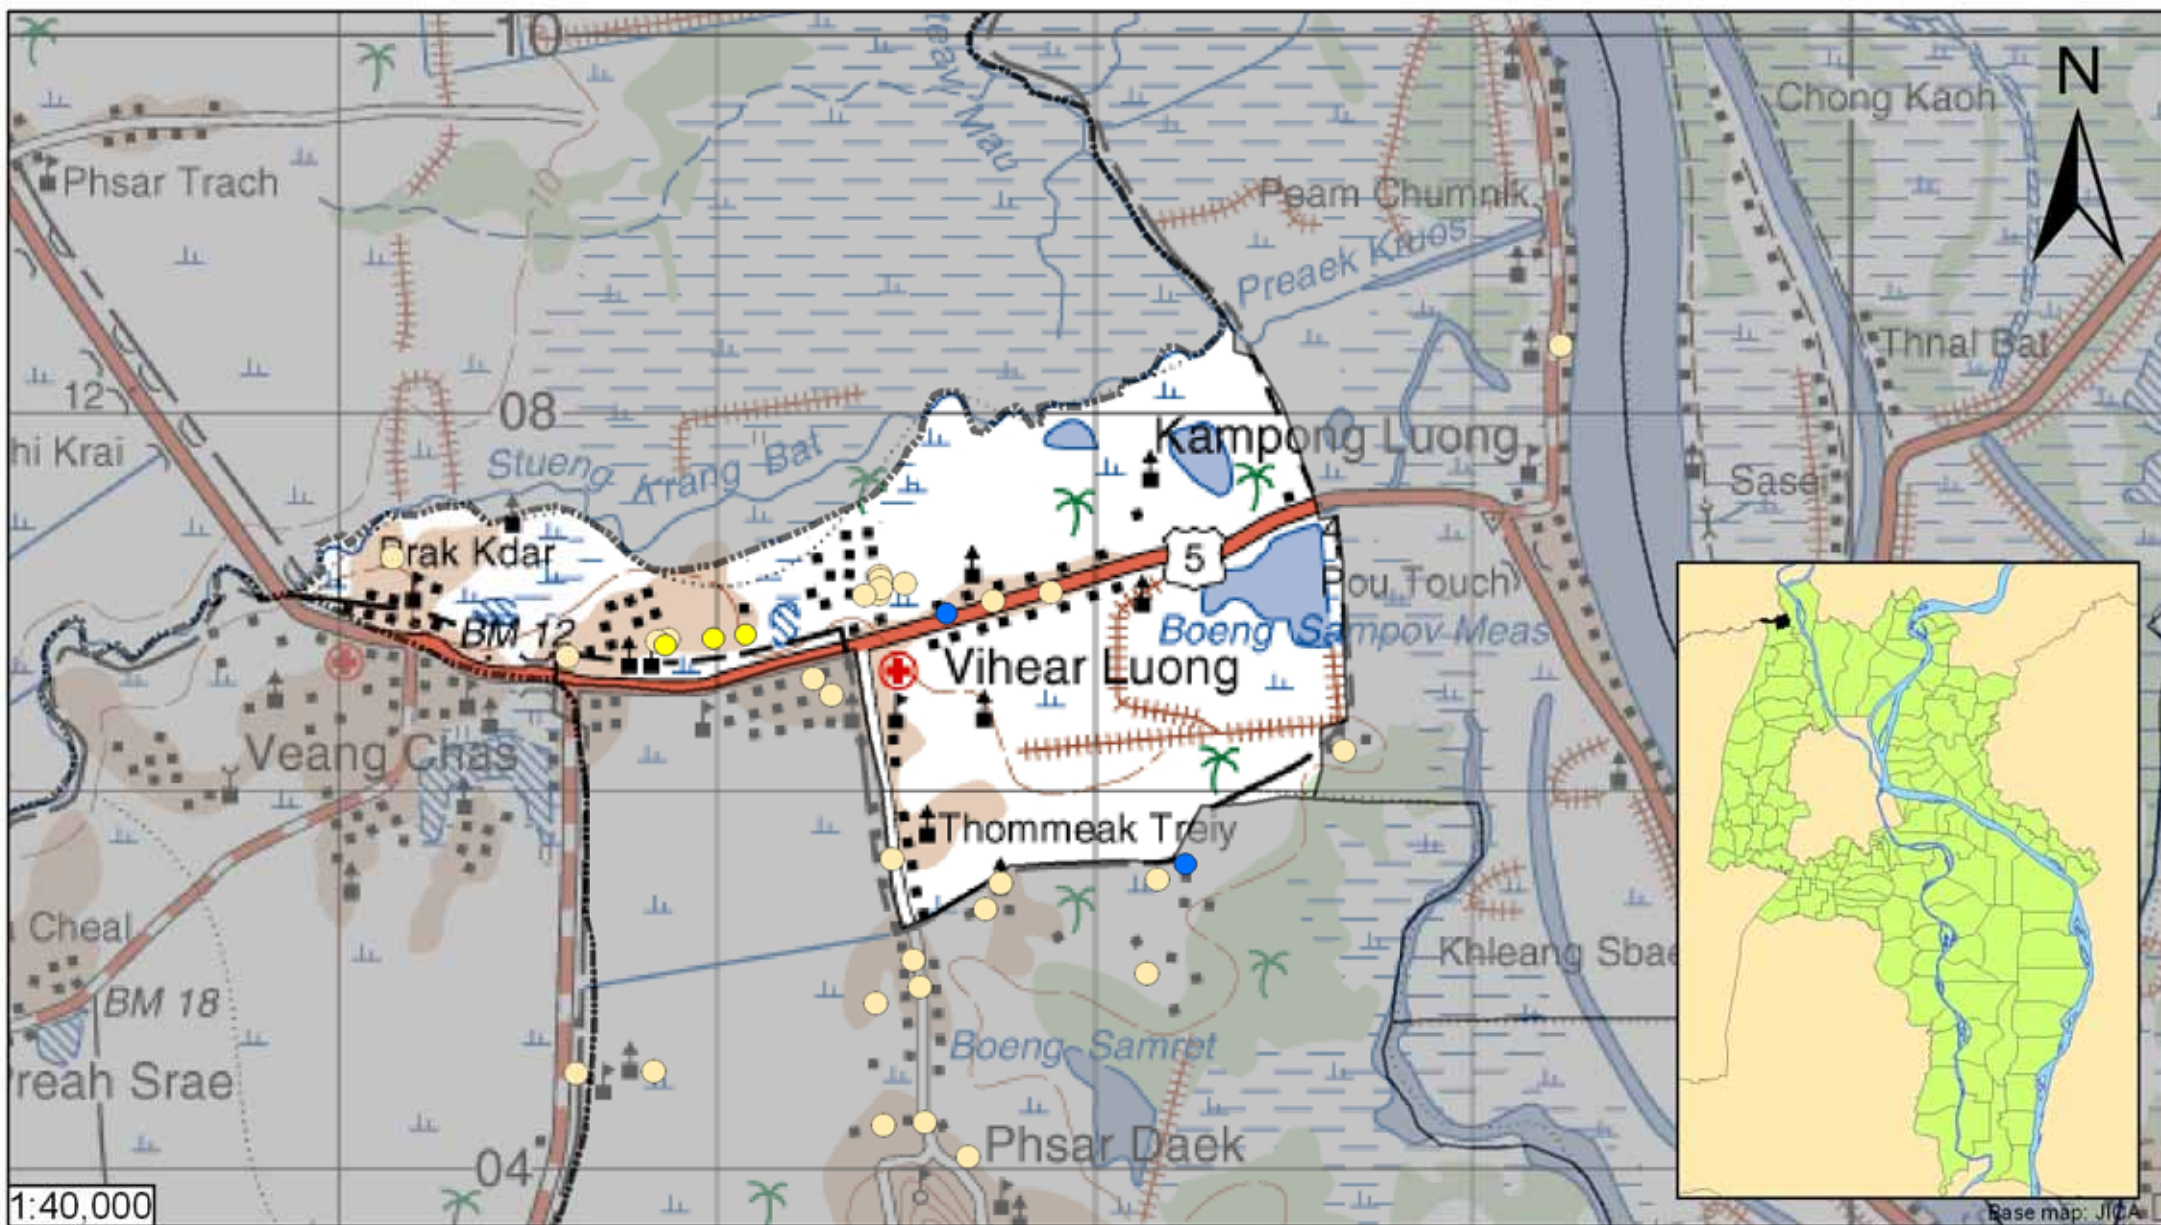 10
N
Chong Kaoh
Phsar Trach
10
Peam Chumnik
Preaek Kruos
Thnal Bat
12
08
hi Krai
Kampong Luong
Stueng Arrang Bat
Sase
Prak Kdar
5
Pou Touch
BM 12
Boeng Sampov Meas
Vihear Luong
Veang Chas
Thommeak Treiy
Cheal
Khleang Sbae
BM 18
Boeng Samret
reah Srae
Phsar Daek
04
1:40,000
Base map: JICA